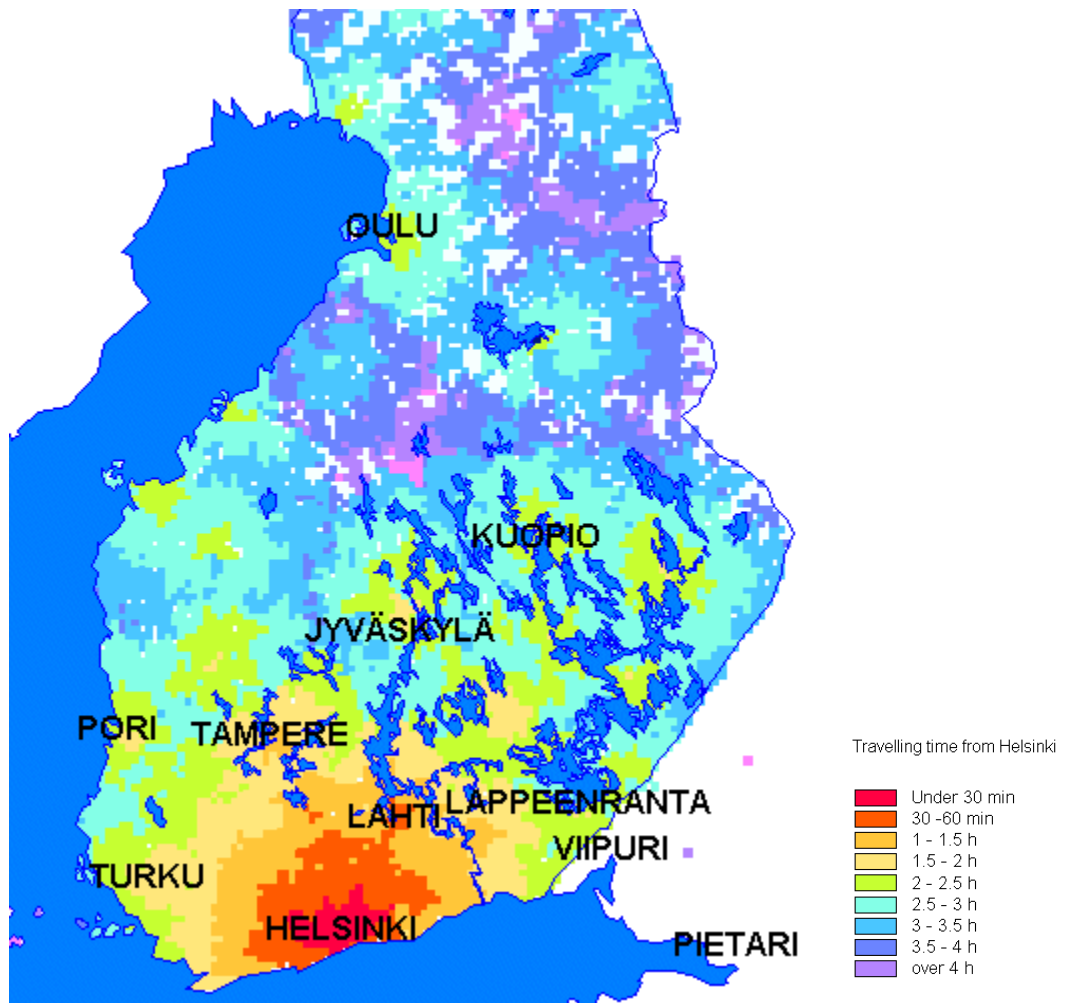 OULU
KUOPIO
JYVÄSKYLÄ
PORI
TAMPERE
LAHTI
LAPPEENRANTA
VIIPURI
TURKU
HELSINKI
PIETARI
Travelling time from Helsinki
Under 30 min
30 -60 min
1 - 1.5 h
1.5 - 2 h
2 - 2.5 h
2.5 - 3 h
3 - 3.5 h
3.5 - 4 h
over 4 h